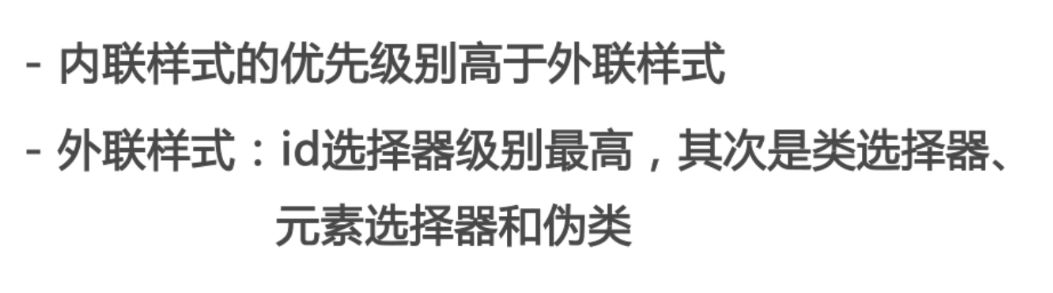 - 内联样式的优先级别高于外联样式
- 外联样式：id选择器级别最高，其次是类选择器、
元素选择器和伪类